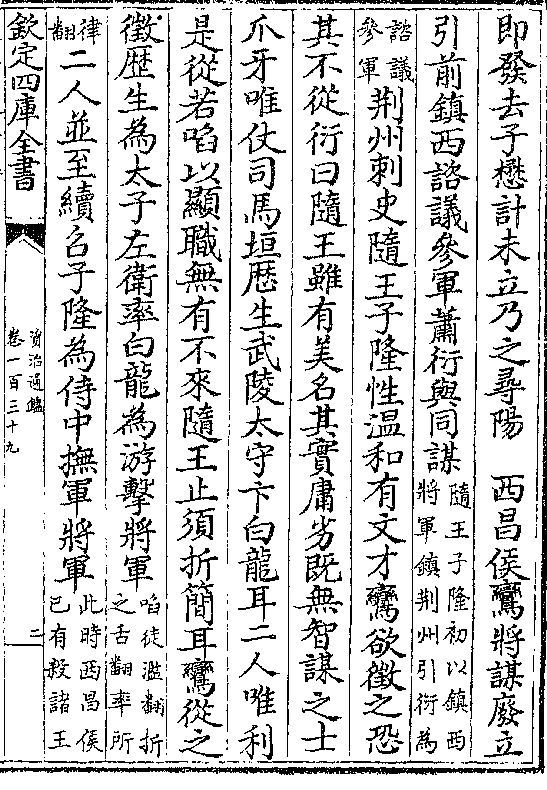 即發去子懋計未立乃之尋陽　西昌侯鸞將謀廢立
引前鎮西諮議參軍蕭衍與同謀隨王子隆初以鎮西將軍鎮荆州引衍為
諮議參軍荆州刺史隨王子隆性温和有文才鸞欲徵之恐
其不從衍曰隨王雖有美名其實庸劣既無智謀之士
爪牙唯仗司馬垣歴生武陵太守卞白龍耳二人唯利
是從若啗以顯職無有不來隨王止須折簡耳鸞從之
徵歴生為太子左衛率白龍為游擊將軍啗徒濫翻折之舌翻率所
律翻二人並至續召子隆為侍中撫軍將軍此時西昌侯已有殺諸王
欽定四庫全書
資治通鑑
卷一百三十九
二